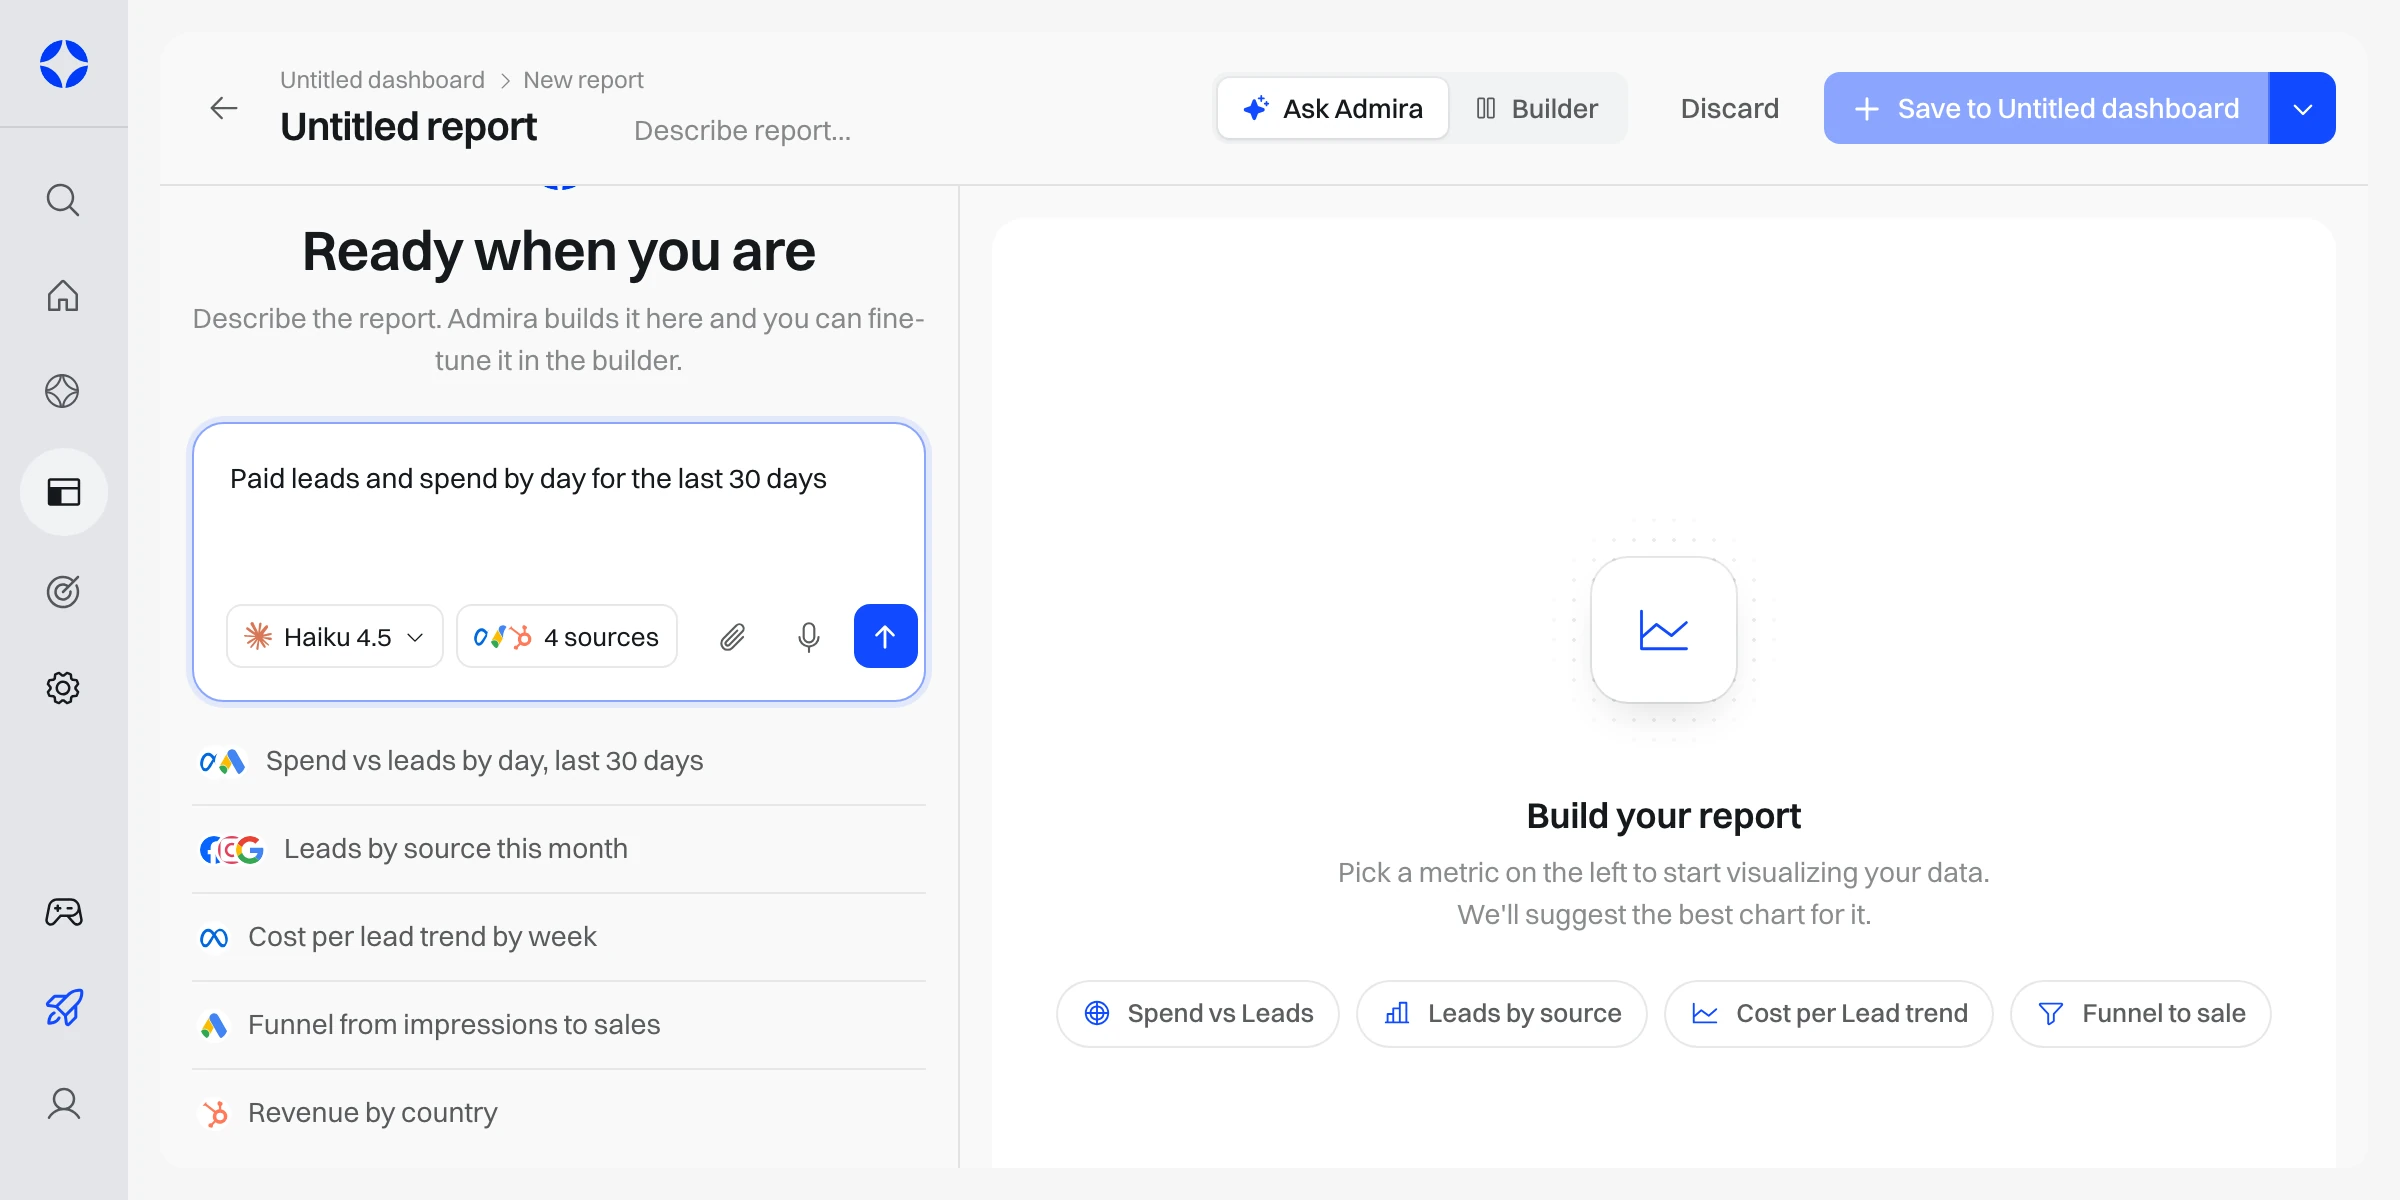 Untitled dashboard > New report
Untitled report
Describe report...
Ask Admira
Builder
Discard
Save to Untitled dashboard
Ready when you are
Describe the report. Admira builds it here and you can fine-
tune it in the builder.
Paid leads and spend by day for the last 30 days
Haiku 4.5
4 sources
Spend vs leads by day, last 30 days
Leads by source this month
Cost per lead trend by week
Funnel from impressions to sales
Revenue by country
Build your report
Pick a metric on the left to start visualizing your data.
We'll suggest the best chart for it.
Spend vs Leads
Leads by source
Cost per Lead trend
Funnel to sale